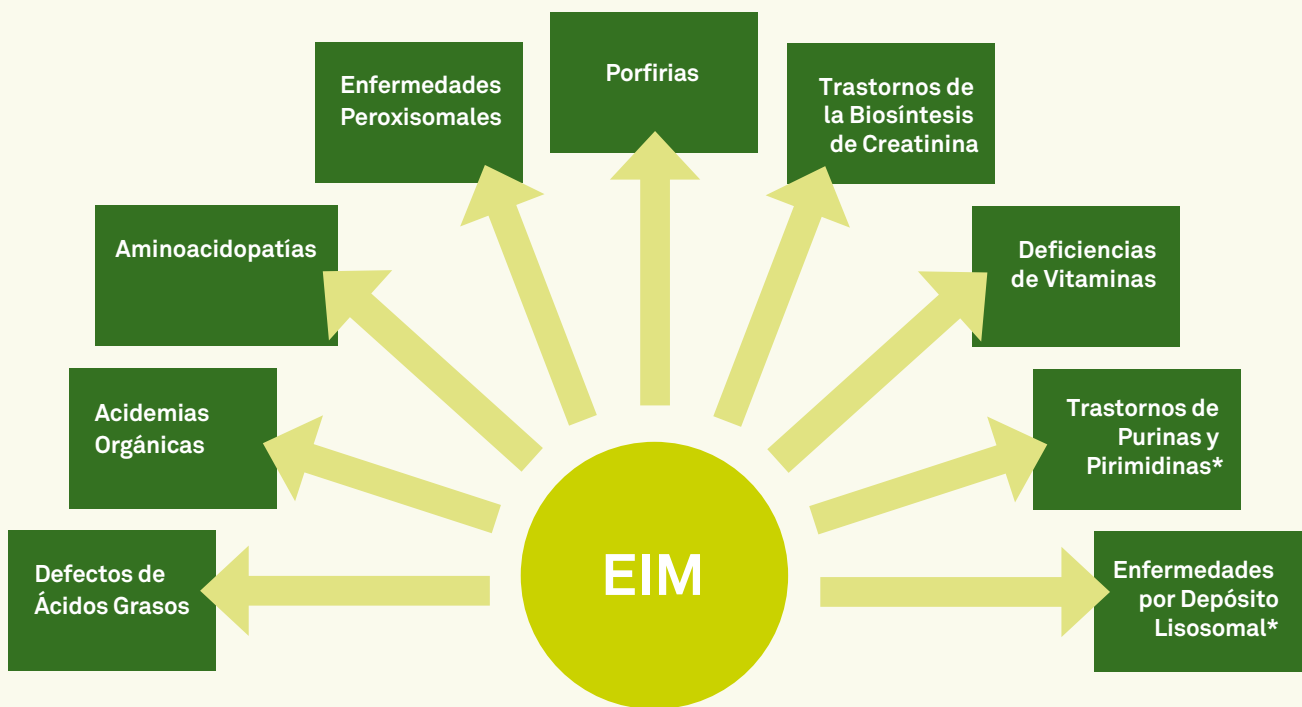 Defectos de
Ácidos Grasos
Acidemias
Orgánicas
Aminoacidopatías
Enfermedades
Peroxisomales
Porfirias
Trastornos de
la Biosíntesis
de Creatinina
Deficiencias
de Vitaminas
Trastornos de
Purinas y
Pirimidinas*
Enfermedades
por Depósito
Lisosomal*
EIM